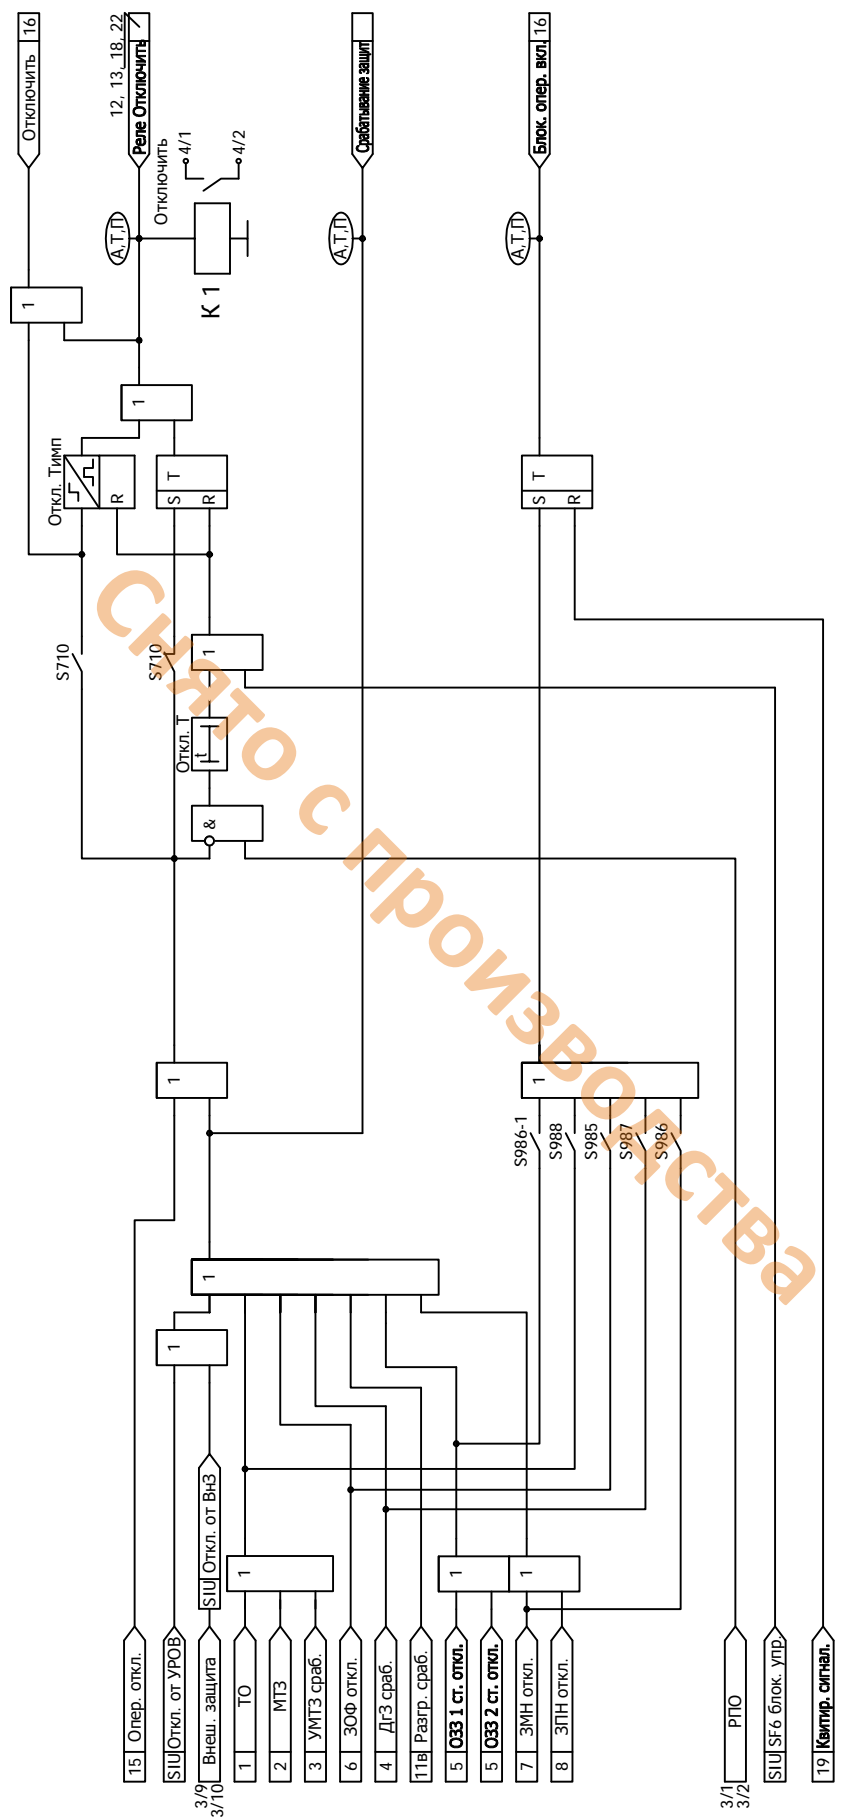 15 Опер. откл.
SIU Откл. от УРОВ
3/9
3/10
Внеш. защита
SIU Откл. от ВнЗ
1 ТО
2 МТЗ
3 УМТЗ сраб.
6 ЗОФ откл.
4 ДГЗ сраб.
11в Разгр. сраб.
5 ОЗЗ 1 ст. откл.
5 ОЗЗ 2 ст. откл.
7 ЗМН откл.
8 ЗПН откл.
3/1
3/2
РПО
SIU SF6 блок. упр.
19 Квитир. сигнал.
1
1
1
1
1
1
S986-1
S988
S985
S987
S986
1
&
Откл. Т
t
1
S710
S710
Откл. Тимп
R
S T
R
S T
R
1
1
К 1
Отключить
4/1
4/2
А,Т,П
А,Т,П
А,Т,П
Отключить 16
12, 13, 18, 22
Реле Отключить
Срабатывание защит
Блок. опер. вкл. 16
Снято с производства